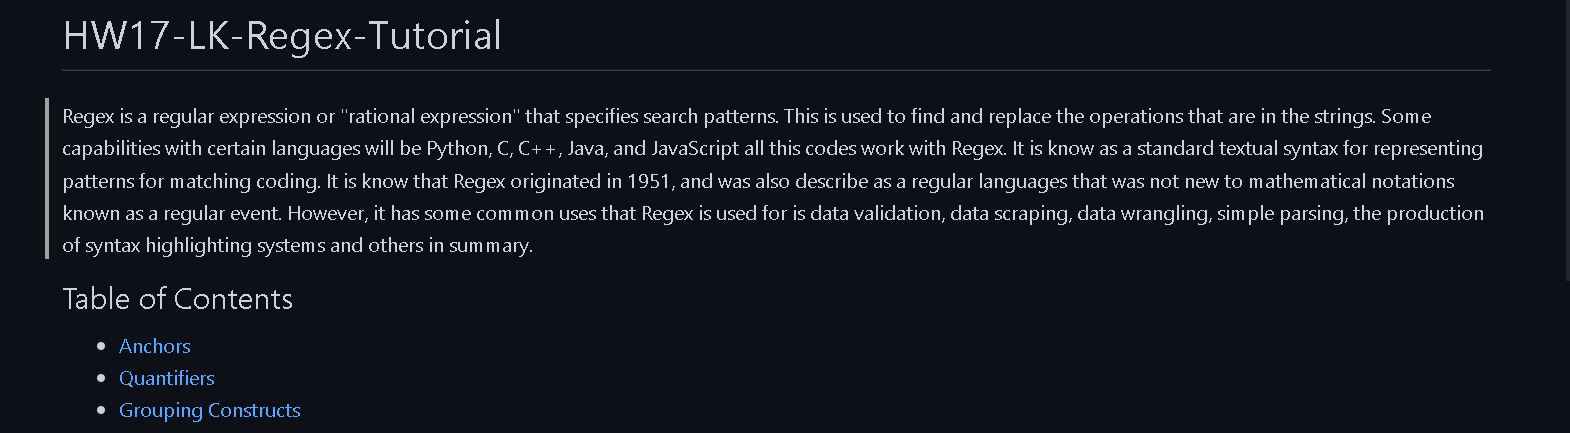 HW17-LK-Regex-Tutorial
Regex is a regular expression or "rational expression" that specifies search patterns. This is used to find and replace the operations that are in the strings. Some
capabilities with certain languages will be Python, C, C++, Java, and JavaScript all this codes work with Regex. It is know as a standard textual syntax for representing
patterns for matching coding. It is know that Regex originated in 1951, and was also describe as a regular languages that was not new to mathematical notations
known as a regular event. However, it has some common uses that Regex is used for is data validation, data scraping, data wrangling, simple parsing, the production
of syntax highlighting systems and others in summary.
Table of Contents
• Anchors
• Quantifiers
• Grouping Constructs